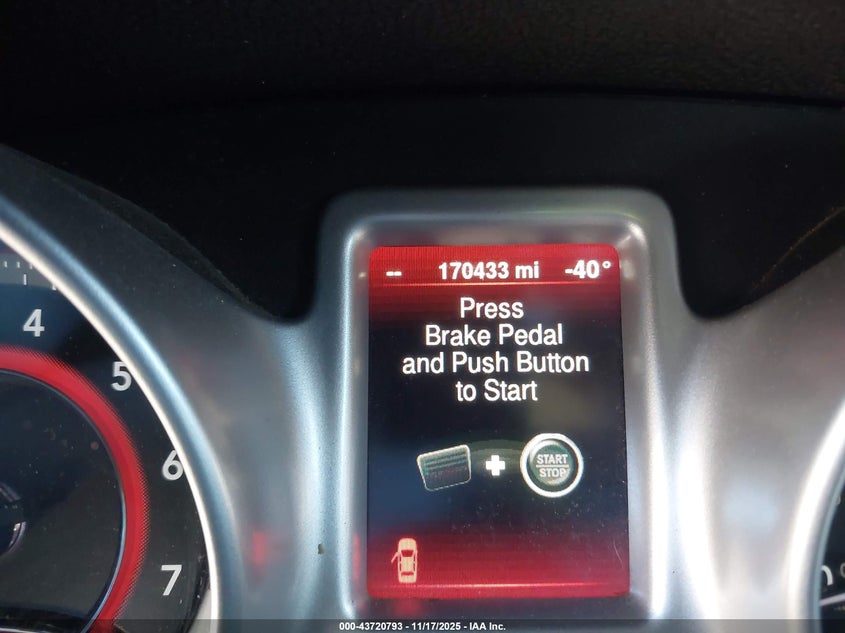 -- 170433 mi -40°
Press
Brake Pedal
and Push Button
to Start
START
STOP
4
5
6
7
000-43720793 — 11/17/2025 — IAA Inc.